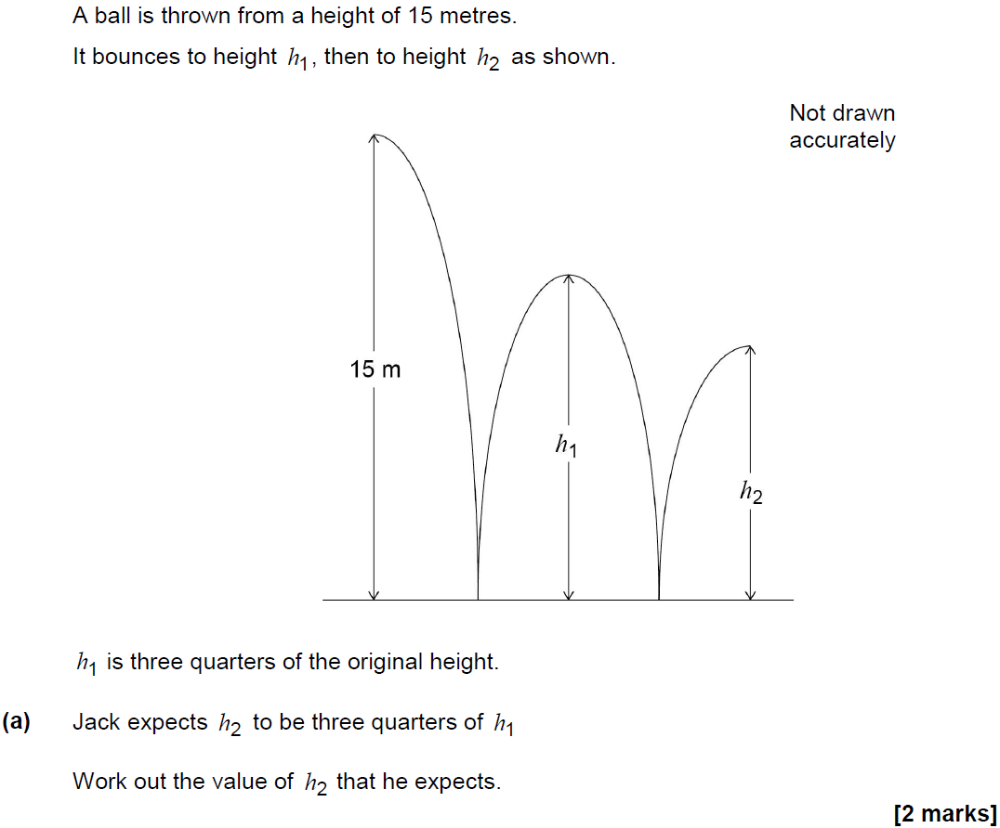 A ball is thrown from a height of 15 metres.
It bounces to height h₁, then to height h₂ as shown.
Not drawn
accurately
15 m
h₁
h₂
h₁ is three quarters of the original height.
(a) Jack expects h₂ to be three quarters of h₁
Work out the value of h₂ that he expects.
[2 marks]